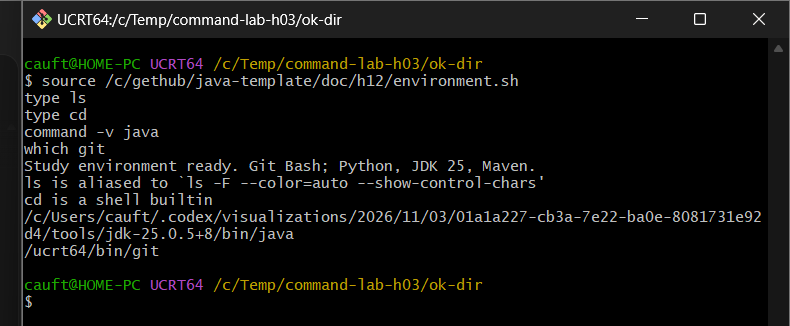 UCRT64:/c/Temp/command-lab-h03/ok-dir
cauft@HOME-PC UCRT64 /c/Temp/command-lab-h03/ok-dir
$ source /c/gethub/java-template/doc/h12/environment.sh
type ls
type cd
command -v java
which git
Study environment ready. Git Bash; Python, JDK 25, Maven.
ls is aliased to `ls -F --color=auto --show-control-chars'
cd is a shell builtin
/c/Users/cauft/.codex/visualizations/2026/11/03/01a1a227-cb3a-7e22-ba0e-8081731e92
d4/tools/jdk-25.0.5+8/bin/java
/ucrt64/bin/git
cauft@HOME-PC UCRT64 /c/Temp/command-lab-h03/ok-dir
$